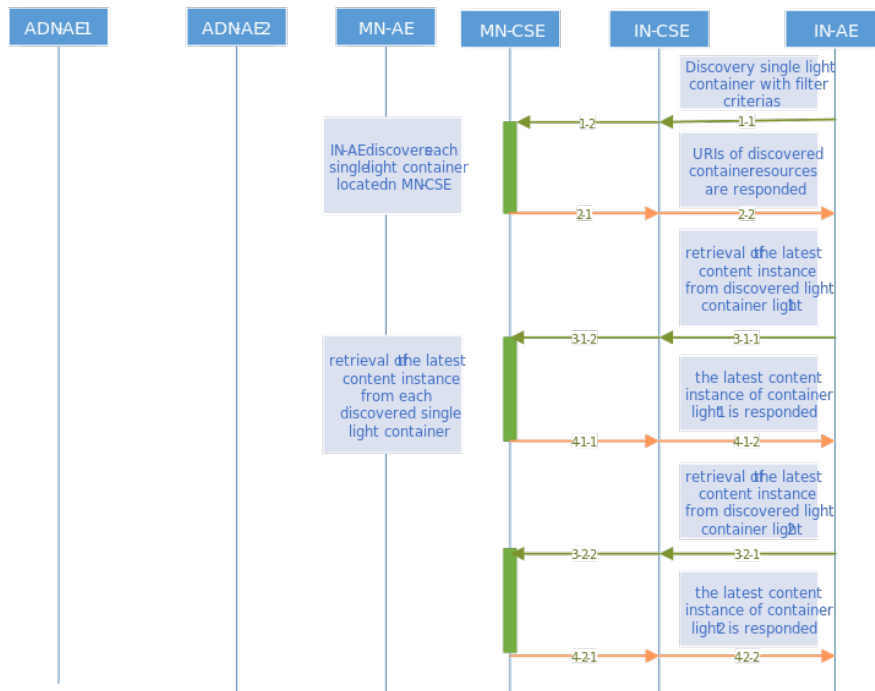 ADN-AE1 ADN-AE2 MN-AE MN-CSE IN-CSE IN-AE
Discovery single light
container with filter
criterias
1-2 1-1
IN-AE discovers each
single light container
located in MN-CSE
URIs of discovered
container resources
are responded
2-1 2-2
retrieval of the latest
content instance
from discovered light
container light1
3-1-2 3-1-1
retrieval of the latest
content instance
from each
discovered single
light container
the latest content
instance of container
light1 is responded
4-1-1 4-1-2
retrieval of the latest
content instance
from discovered light
container light2
3-2-2 3-2-1
the latest content
instance of container
light2 is responded
4-2-1 4-2-2